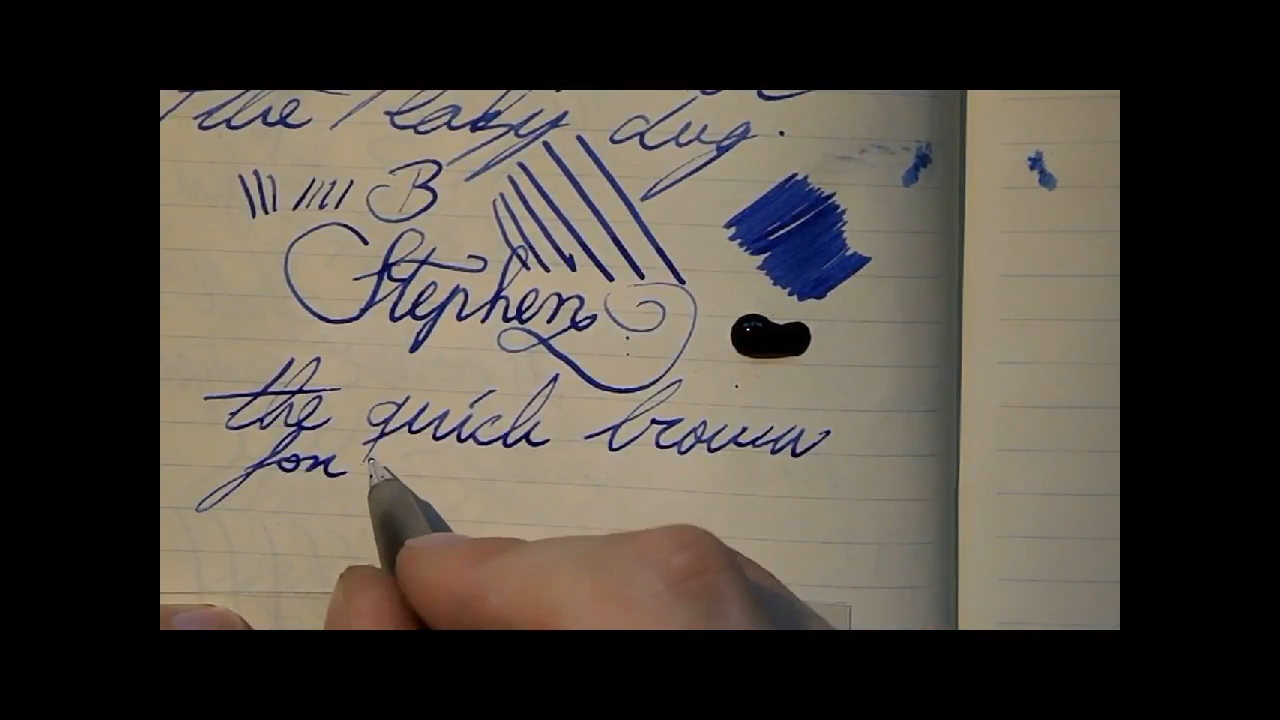 the lazy dog.
B
Stephen
the quick brown
fox